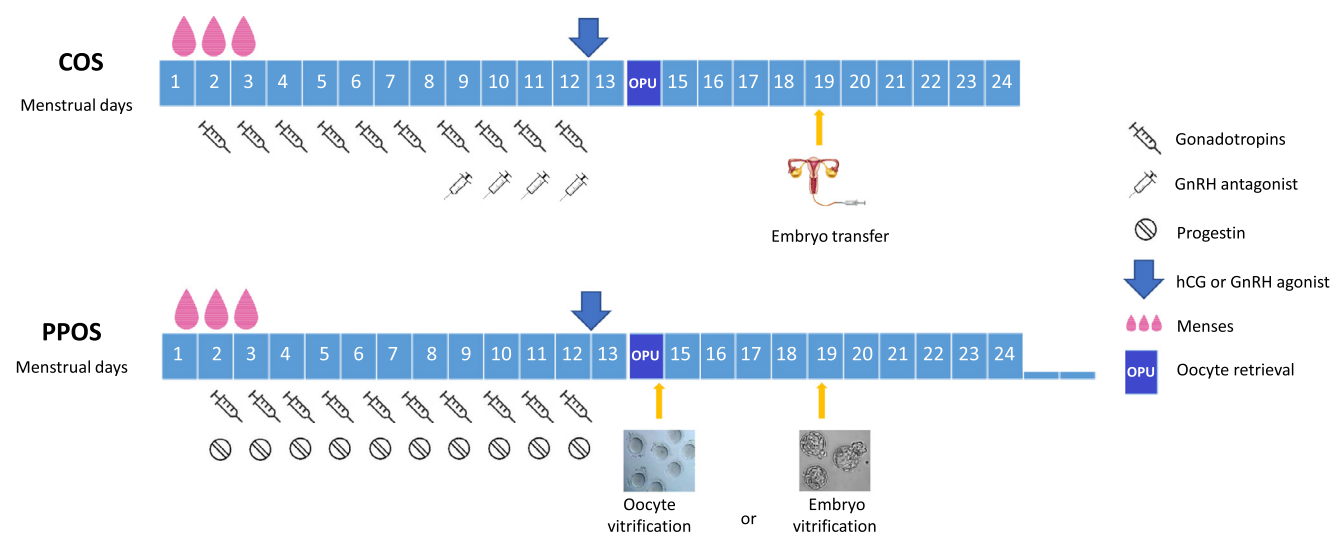 COS
Menstrual days
1 2 3 4 5 6 7 8 9 10 11 12 13 OPU 15 16 17 18 19 20 21 22 23 24
Embryo transfer
PPOS
Menstrual days
1 2 3 4 5 6 7 8 9 10 11 12 13 OPU 15 16 17 18 19 20 21 22 23 24
Oocyte
vitrification
or
Embryo
vitrification
Gonadotropins
GnRH antagonist
Progestin
hCG or GnRH agonist
Menses
OPU Oocyte retrieval